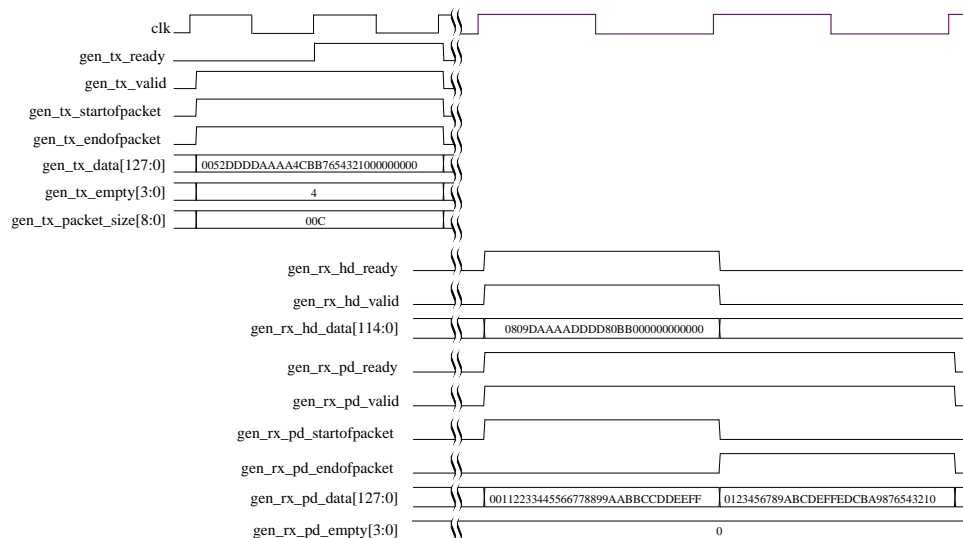 clk
gen_tx_ready
gen_tx_valid
gen_tx_startofpacket
gen_tx_endofpacket
gen_tx_data[127:0] 0052DDDDAAAA4CBB7654321000000000
gen_tx_empty[3:0] 4
gen_tx_packet_size[8:0] 00C
gen_rx_hd_ready
gen_rx_hd_valid
gen_rx_hd_data[114:0] 0809DAAAADDDD80BB000000000000
gen_rx_pd_ready
gen_rx_pd_valid
gen_rx_pd_startofpacket
gen_rx_pd_endofpacket
gen_rx_pd_data[127:0] 00112233445566778899AABBCCDDEEFF 0123456789ABCDEFFEDCBA9876543210
gen_rx_pd_empty[3:0] 0